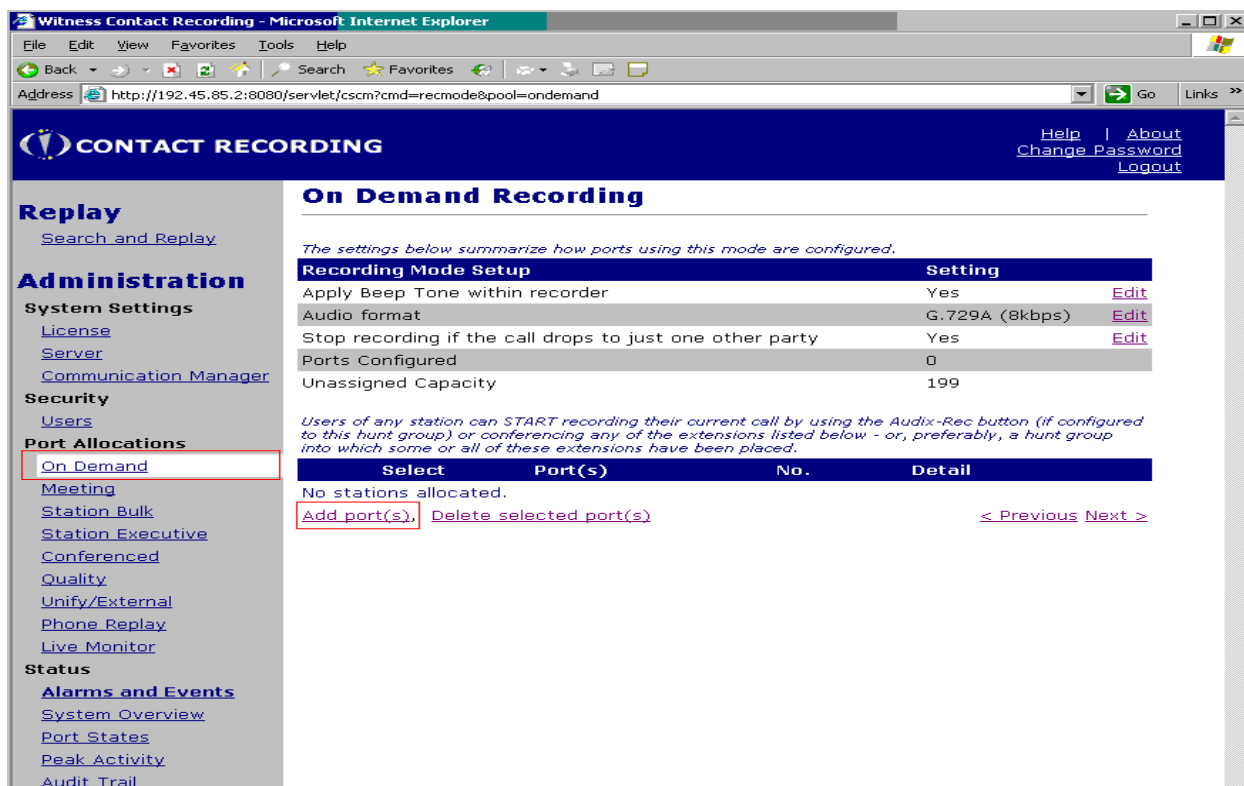 Witness Contact Recording - Microsoft Internet Explorer
File Edit View Favorites Tools Help
Back Search Favorites
Address http://192.45.85.2:8080/servlet/cscm?cmd=recmode&pool=ondemand Go Links »
CONTACT RECORDING
Help | About
Change Password
Logout
Replay
Search and Replay
Administration
System Settings
License
Server
Communication Manager
Security
Users
Port Allocations
On Demand
Meeting
Station Bulk
Station Executive
Conferenced
Quality
Unify/External
Phone Replay
Live Monitor
Status
Alarms and Events
System Overview
Port States
Peak Activity
Audit Trail
On Demand Recording
The settings below summarize how ports using this mode are configured.
Recording Mode Setup Setting
Apply Beep Tone within recorder Yes Edit
Audio format G.729A (8kbps) Edit
Stop recording if the call drops to just one other party Yes Edit
Ports Configured 0
Unassigned Capacity 199
Users of any station can START recording their current call by using the Audix-Rec button (if configured
to this hunt group) or conferencing any of the extensions listed below - or, preferably, a hunt group
into which some or all of these extensions have been placed.
Select Port(s) No. Detail
No stations allocated.
Add port(s), Delete selected port(s) < Previous Next >